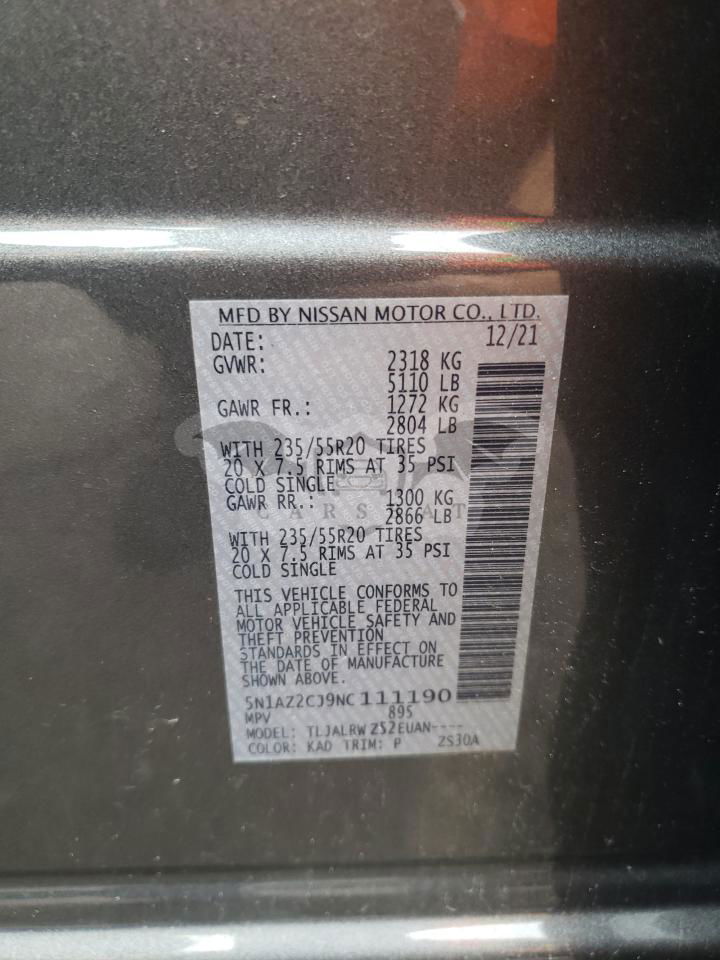 MFD BY NISSAN MOTOR CO., LTD.
DATE: 12/21
GVWR: 2318 KG
5110 LB
GAWR FR.: 1272 KG
2804 LB
WITH 235/55R20 TIRES
20 X 7.5 RIMS AT 35 PSI
COLD SINGLE
GAWR RR.: 1300 KG
2866 LB
CARS AT
WITH 235/55R20 TIRES
20 X 7.5 RIMS AT 35 PSI
COLD SINGLE
THIS VEHICLE CONFORMS TO
ALL APPLICABLE FEDERAL
MOTOR VEHICLE SAFETY AND
THEFT PREVENTION
STANDARDS IN EFFECT ON
THE DATE OF MANUFACTURE
SHOWN ABOVE.
5N1AZ2CJ9NC111190
MPV 895
MODEL: TLJALRWZ52EUAN----
COLOR: KAD TRIM: P ZS30A